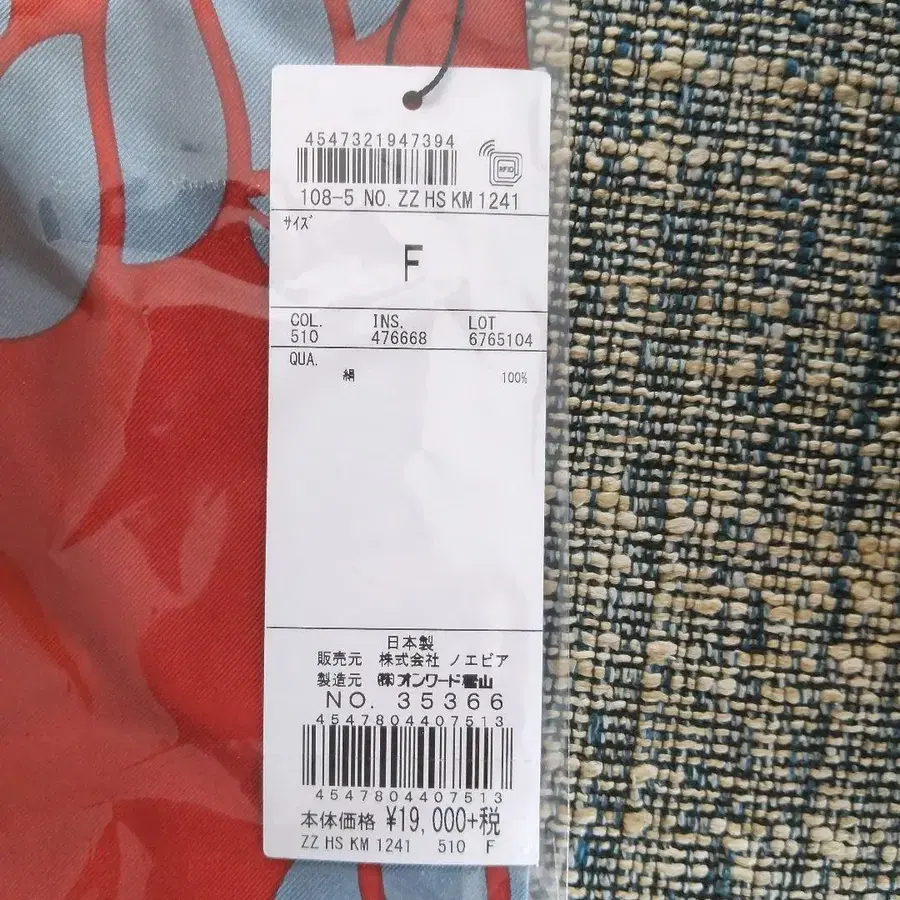 4547321947394
RFID
108-5 NO. ZZ HS KM 1241
サイズ
F
COL. INS. LOT
510 476668 6765104
QUA.
絹 100%
日本製
販売元 株式会社 ノエビア
製造元 ㈱オンワード樫山
NO. 35366
4547804407513
4547804407513
本体価格 ¥19,000+税
ZZ HS KM 1241 510 F